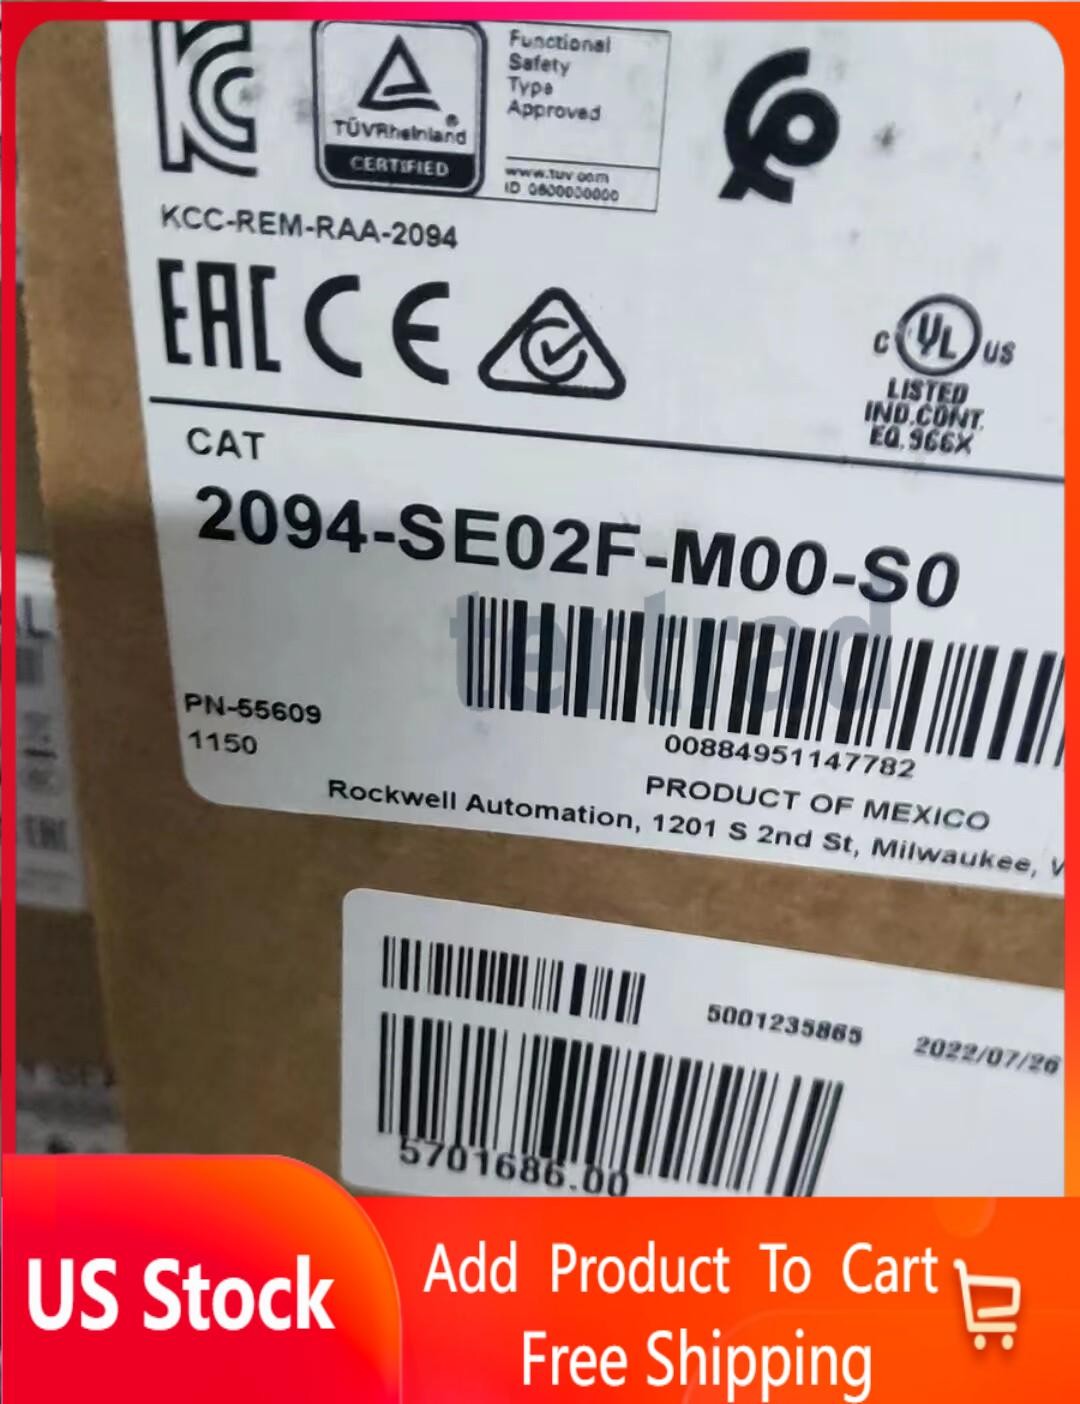 Functional
Safety
Type
Approved
TÜVRheinland
CERTIFIED
www.tuv.com
ID 0600000000
KCC-REM-RAA-2094
EAC CE
C UL US
LISTED
IND.CONT.
EQ.966X
CAT
2094-SE02F-M00-S0
PN-55609
1150
00884951147782
PRODUCT OF MEXICO
Rockwell Automation, 1201 S 2nd St, Milwaukee,
5001235865
2022/07/26
5701686.00
US Stock
Add Product To Cart
Free Shipping